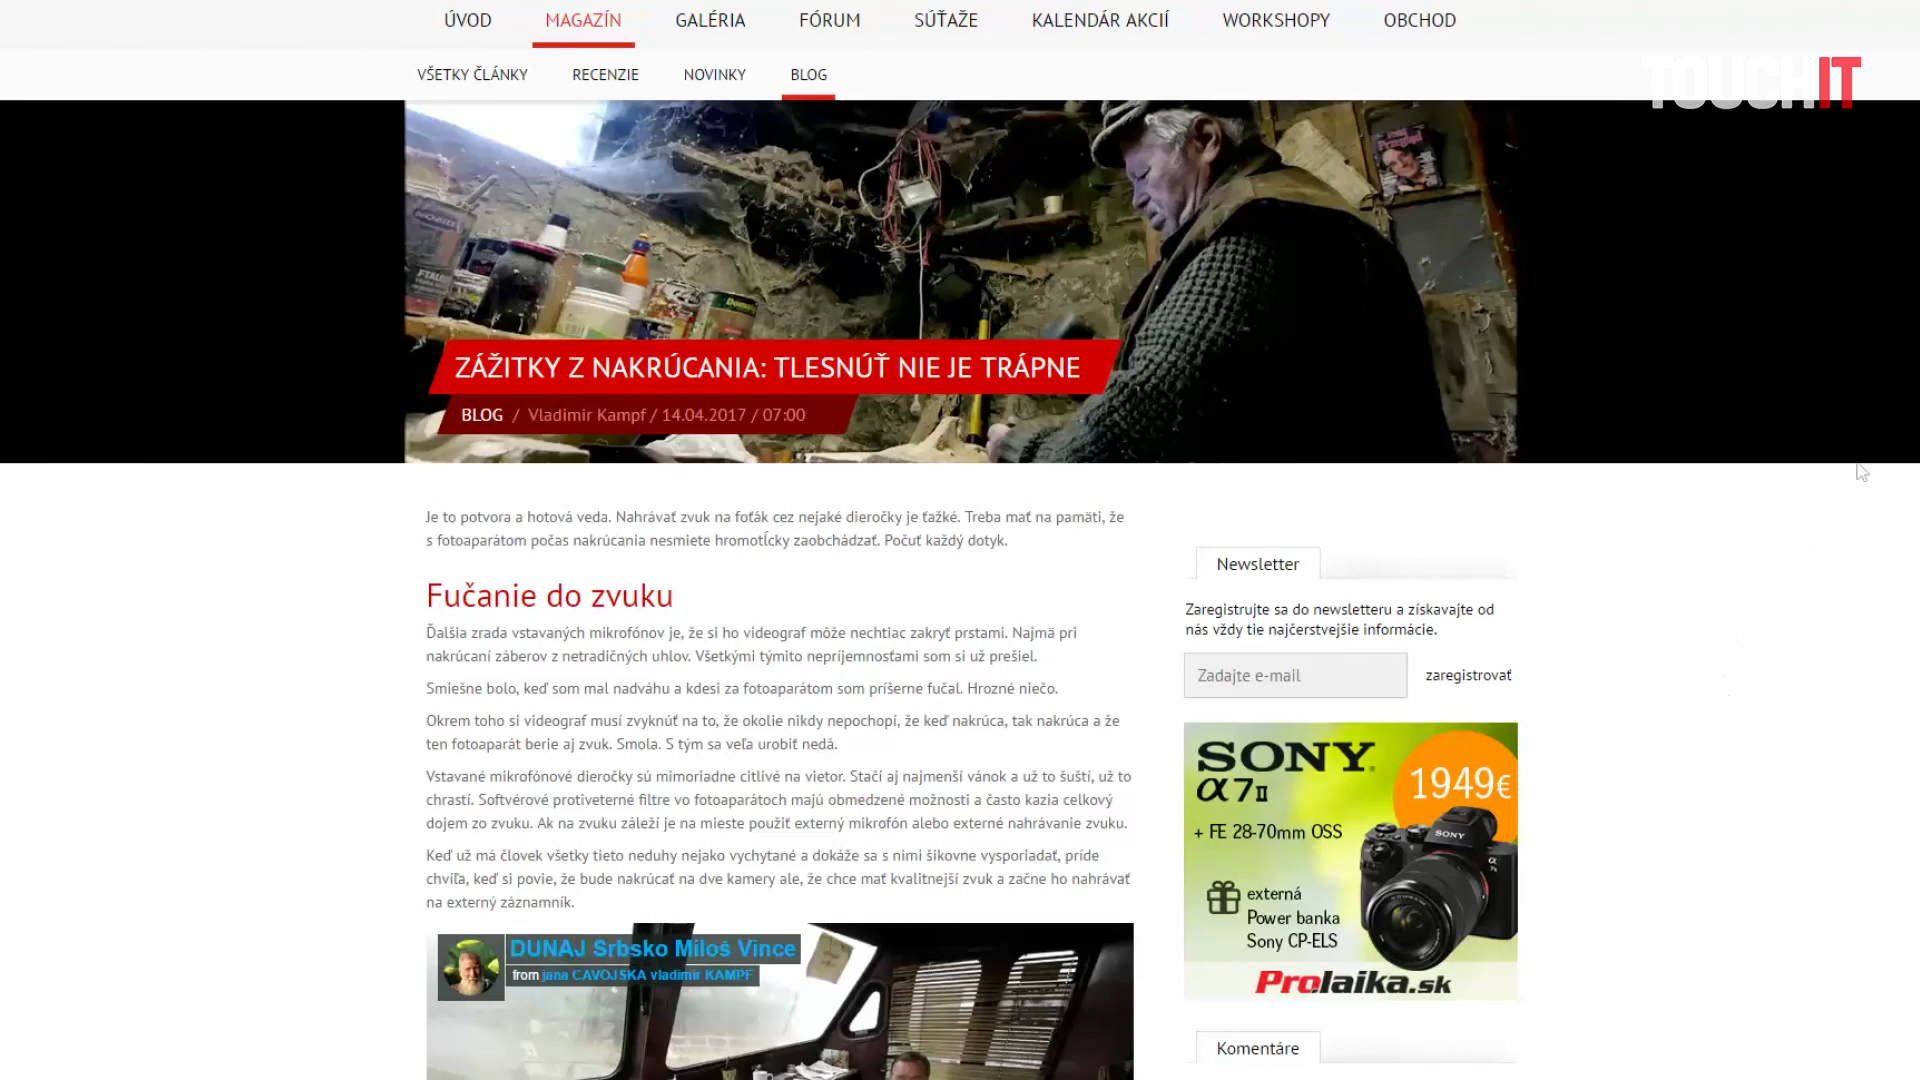 ÚVOD MAGAZÍN GALÉRIA FÓRUM SÚŤAŽE KALENDÁR AKCIÍ WORKSHOPY OBCHOD
VŠETKY ČLÁNKY RECENZIE NOVINKY BLOG
TOUCHIT
ZÁŽITKY Z NAKRÚCANIA: TLESNÚŤ NIE JE TRÁPNE
BLOG / Vladimir Kampf / 14.04.2017 / 07:00
Je to potvora a hotová veda. Nahrávať zvuk na foťák cez nejaké dieročky je ťažké. Treba mať na pamäti, že
s fotoaparátom počas nakrúcania nesmiete hromotĺcky zaobchádzať. Počuť každý dotyk.
Fučanie do zvuku
Ďalšia zrada vstavaných mikrofónov je, že si ho videograf môže nechtiac zakryť prstami. Najmä pri
nakrúcaní záberov z netradičných uhlov. Všetkými týmito nepríjemnosťami som si už prešiel.
Smiešne bolo, keď som mal nadváhu a kdesi za fotoaparátom som príšerne fučal. Hrozné niečo.
Okrem toho si videograf musí zvyknúť na to, že okolie nikdy nepochopí, že keď nakrúca, tak nakrúca a že
ten fotoaparát berie aj zvuk. Smola. S tým sa veľa urobiť nedá.
Vstavané mikrofónové dieročky sú mimoriadne citlivé na vietor. Stačí aj najmenší vánok a už to šuští, už to
chrastí. Softvérové protiveterné filtre vo fotoaparátoch majú obmedzené možnosti a často kazia celkový
dojem zo zvuku. Ak na zvuku záleží je na mieste použiť externý mikrofón alebo externé nahrávanie zvuku.
Keď už má človek všetky tieto neduhy nejako vychytané a dokáže sa s nimi šikovne vysporiadať, príde
chvíľa, keď si povie, že bude nakrúcať na dve kamery ale, že chce mať kvalitnejší zvuk a začne ho nahrávať
na externý záznamník.
DUNAJ Srbsko Miloš Vince
from jana CAVOJSKA vladimir KAMPF
Newsletter
Zaregistrujte sa do newsletteru a získavajte od
nás vždy tie najčerstvejšie informácie.
Zadajte e-mail zaregistrovať
SONY
α7II
1949€
+ FE 28-70mm OSS
SONY
externá
Power banka
Sony CP-ELS
Prolaika.sk
Komentáre